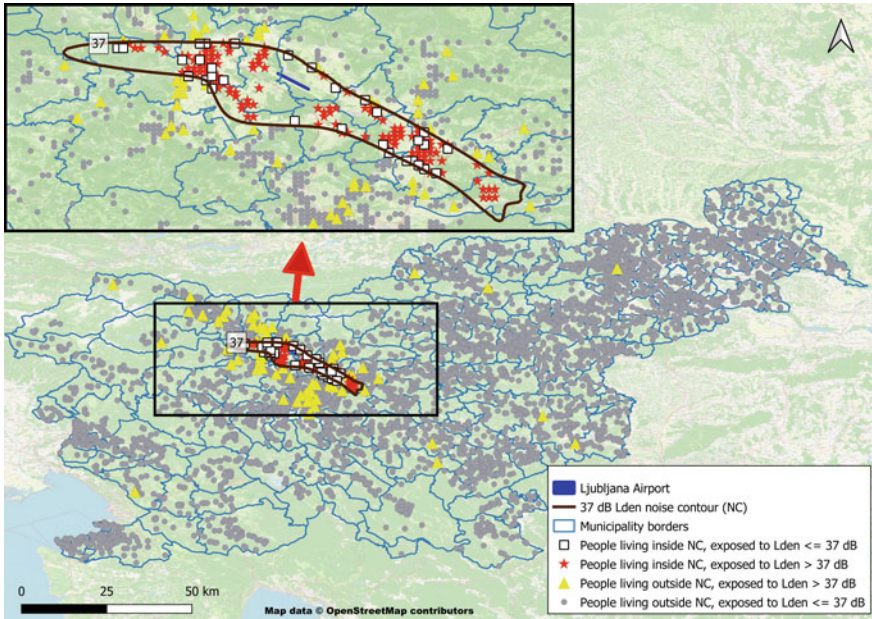 37
37
Ljubljana Airport
37 dB Lden noise contour (NC)
Municipality borders
People living inside NC, exposed to Lden <= 37 dB
People living inside NC, exposed to Lden > 37 dB
People living outside NC, exposed to Lden > 37 dB
People living outside NC, exposed to Lden <= 37 dB
0 25 50 km
Map data © OpenStreetMap contributors